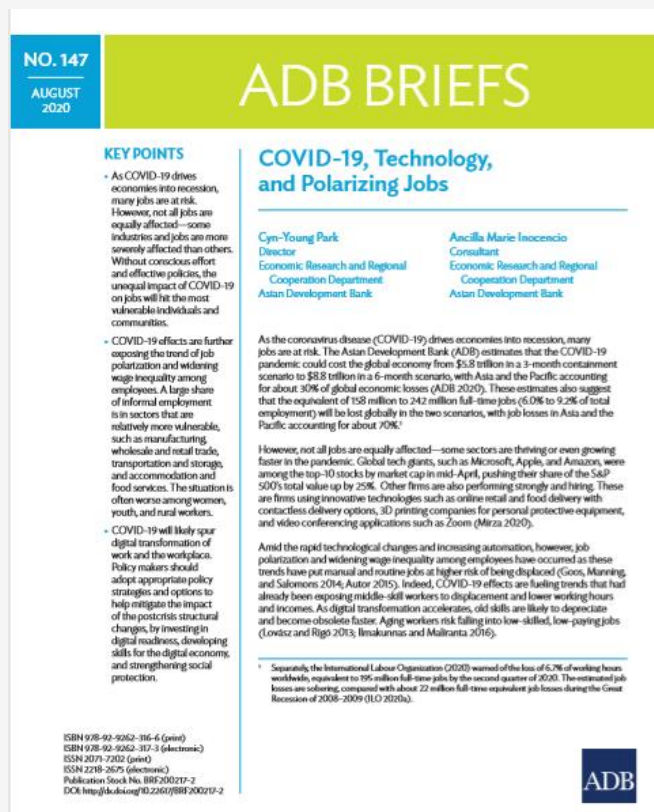 NO. 147
AUGUST
2020
ADB BRIEFS
KEY POINTS
• As COVID-19 drives
economies into recession,
many jobs are at risk.
However, not all jobs are
equally affected—some
industries and jobs are more
severely affected than others.
Without conscious effort
and effective policies, the
unequal impact of COVID-19
on jobs will hit the most
vulnerable individuals and
communities.
• COVID-19 effects are further
exposing the trend of job
polarization and widening
wage inequality among
employees. A large share
of informal employment
is in sectors that are
relatively more vulnerable,
such as manufacturing,
wholesale and retail trade,
transportation and storage,
and accommodation and
food services. The situation is
often worse among women,
youth, and rural workers.
• COVID-19 will likely spur
digital transformation of
work and the workplace.
Policy makers should
adopt appropriate policy
strategies and options to
help mitigate the impact
of the postcrisis structural
changes, by investing in
digital readiness, developing
skills for the digital economy,
and strengthening social
protection.
ISBN 978-92-9262-316-6 (print)
ISBN 978-92-9262-317-3 (electronic)
ISSN 2071-7202 (print)
ISSN 2218-2675 (electronic)
Publication Stock No. BRF200217-2
DOI: http://dx.doi.org/10.22617/BRF200217-2
COVID-19, Technology,
and Polarizing Jobs
Cyn-Young Park
Director
Economic Research and Regional
Cooperation Department
Asian Development Bank
Ancilla Marie Inocencio
Consultant
Economic Research and Regional
Cooperation Department
Asian Development Bank
As the coronavirus disease (COVID-19) drives economies into recession, many
jobs are at risk. The Asian Development Bank (ADB) estimates that the COVID-19
pandemic could cost the global economy from $5.8 trillion in a 3-month containment
scenario to $8.8 trillion in a 6-month scenario, with Asia and the Pacific accounting
for about 30% of global economic losses (ADB 2020). These estimates also suggest
that the equivalent of 158 million to 242 million full-time jobs (6.0% to 9.2% of total
employment) will be lost globally in the two scenarios, with job losses in Asia and the
Pacific accounting for about 70%.¹
However, not all jobs are equally affected—some sectors are thriving or even growing
faster in the pandemic. Global tech giants, such as Microsoft, Apple, and Amazon, were
among the top-10 stocks by market cap in April, pushing their share of the S&P
500's total value up by 25%. Other firms are also performing strongly and hiring. These
are firms using innovative technologies such as online retail and food delivery with
contactless delivery options, 3D printing companies for personal protective equipment,
and video conferencing applications such as Zoom (Mirza 2020).
Amid the rapid technological changes and increasing automation, however, job
polarization and widening wage inequality among employees have occurred as these
trends have put manual and routine jobs at higher risk of being displaced (Goos, Manning,
and Salomons 2014; Autor 2015). Indeed, COVID-19 effects are fueling trends that had
already been exposing middle-skill workers to displacement and lower working hours
and incomes. As digital transformation accelerates, old skills are likely to depreciate
and become obsolete faster. Aging workers risk falling into low-skilled, low-paying jobs
(Lovász and Rigó 2013; Ilmakunnas and Maliranta 2016).
¹ Separately, the International Labour Organization (2020) warned of the loss of 6.7% of working hours
worldwide, equivalent to 195 million full-time jobs by the second quarter of 2020. The estimated job
losses are sobering, compared with about 22 million full-time equivalent job losses during the Great
Recession of 2008–2009 (ILO 2020a).
ADB